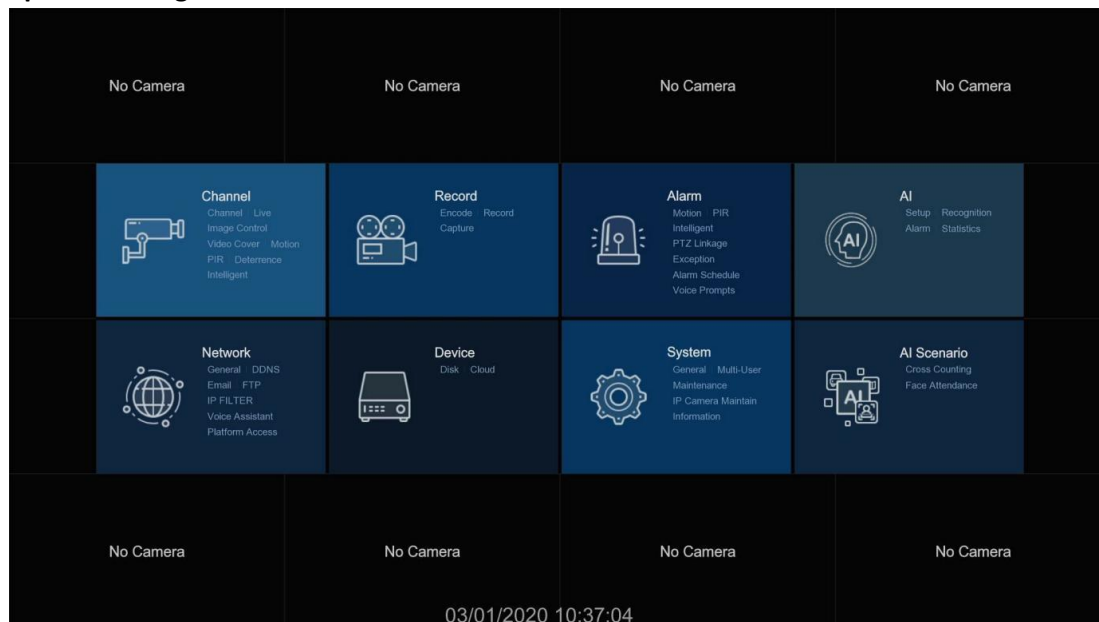 No Camera
No Camera
No Camera
No Camera
Channel
Channel Live
Image Control
Video Cover Motion
PIR Deterrence
Intelligent
Record
Encode Record
Capture
Alarm
Motion PIR
Intelligent
PTZ Linkage
Exception
Alarm Schedule
Voice Prompts
AI
Setup Recognition
Alarm Statistics
AI
Network
General DDNS
Email FTP
IP FILTER
Voice Assistant
Platform Access
Device
Disk Cloud
System
General Multi-User
Maintenance
IP Camera Maintain
Information
AI Scenario
Cross Counting
Face Attendance
AI
No Camera
No Camera
No Camera
No Camera
03/01/2020 10:37:04